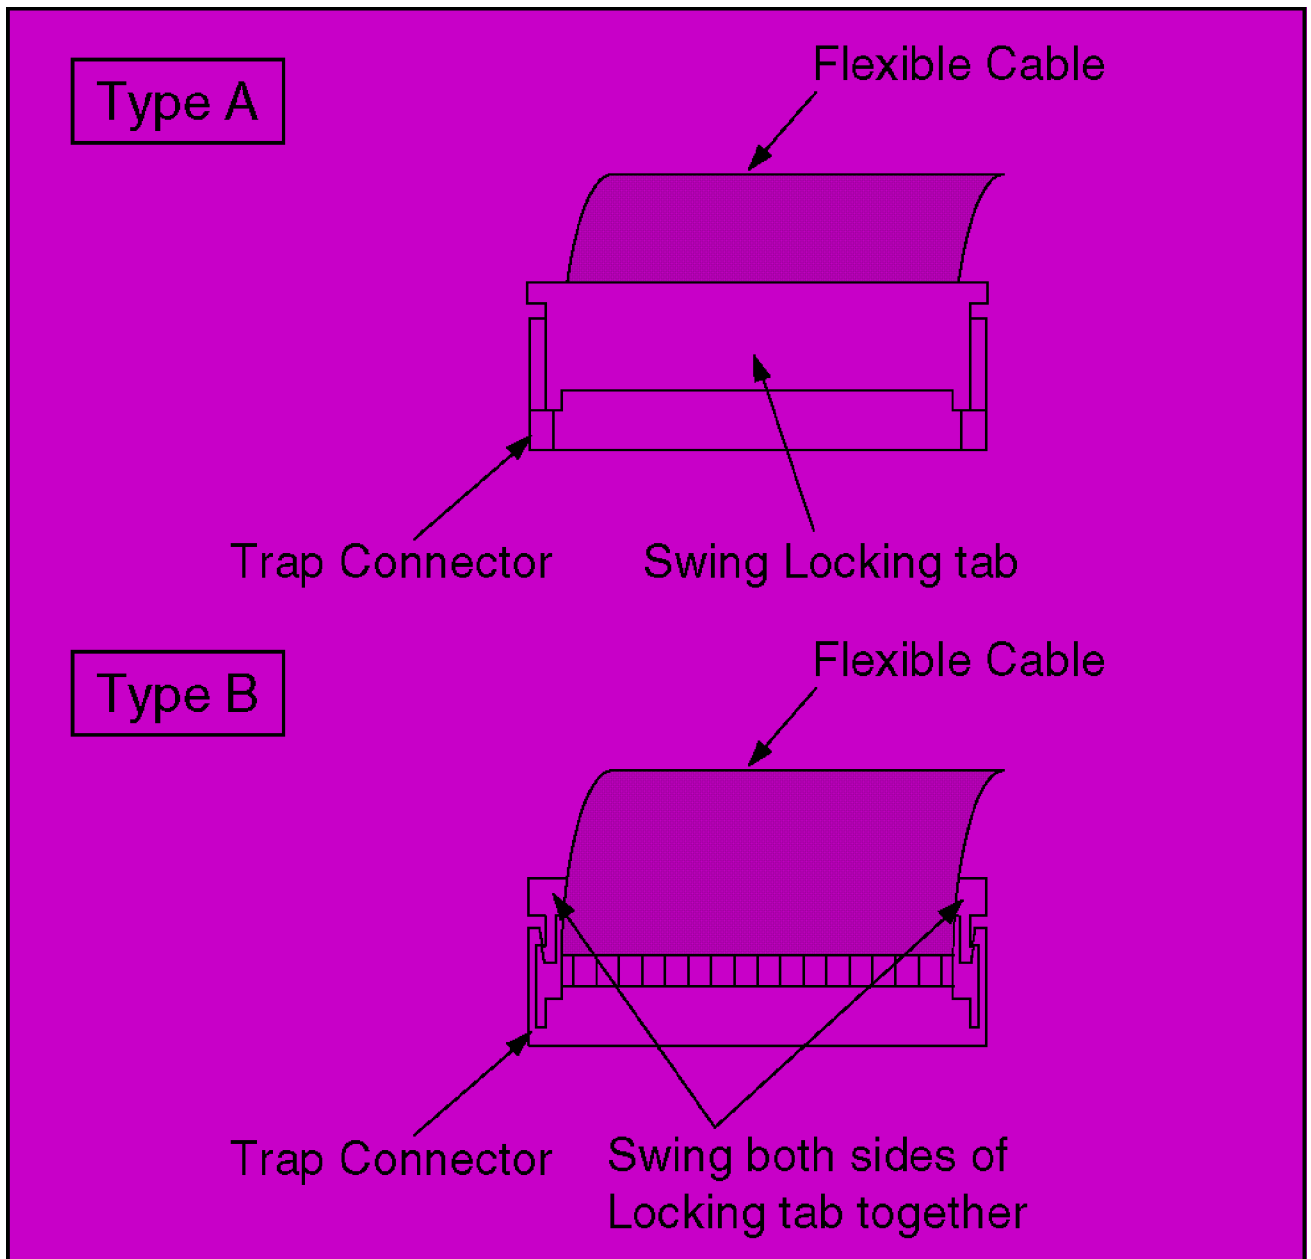 Type A
Flexible Cable
Trap Connector
Swing Locking tab
Type B
Flexible Cable
Trap Connector
Swing both sides of
Locking tab together